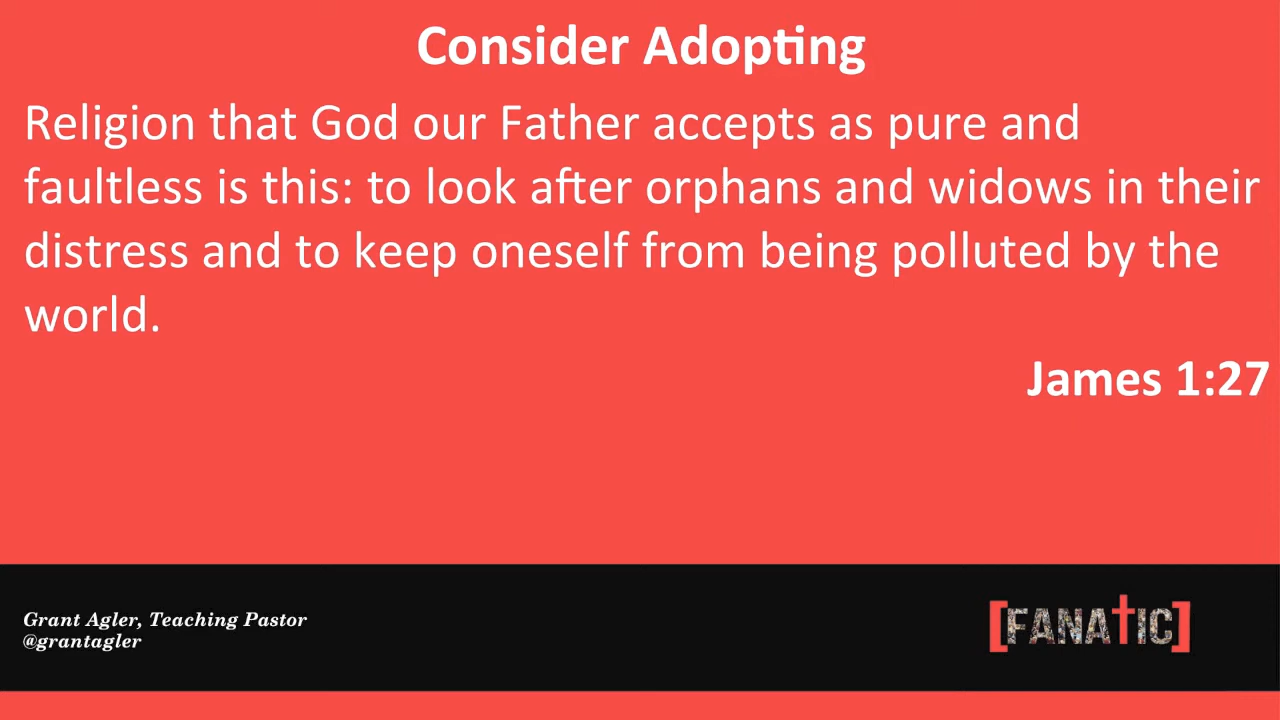 Consider Adopting
Religion that God our Father accepts as pure and
faultless is this: to look after orphans and widows in their
distress and to keep oneself from being polluted by the
world.
James 1:27
Grant Agler, Teaching Pastor
@grantagler
[FANATIC]